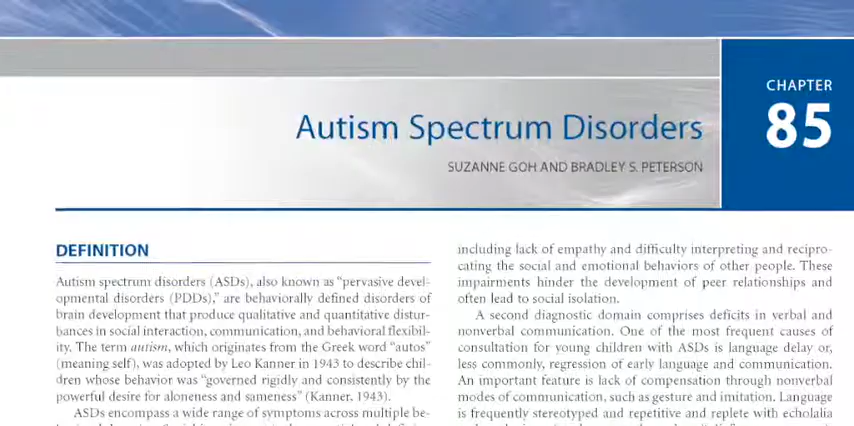 CHAPTER
85
Autism Spectrum Disorders
SUZANNE GOH AND BRADLEY S. PETERSON
DEFINITION
Autism spectrum disorders (ASDs), also known as “pervasive devel-
opmental disorders (PDDs),” are behaviorally defined disorders of
brain development that produce qualitative and quantitative distur-
bances in social interaction, communication, and behavioral flexibil-
ity. The term autism, which originates from the Greek word “autos”
(meaning self), was adopted by Leo Kanner in 1943 to describe chil-
dren whose behavior was “governed rigidly and consistently by the
powerful desire for aloneness and sameness” (Kanner, 1943).
ASDs encompass a wide range of symptoms across multiple be-
including lack of empathy and difficulty interpreting and recipro-
cating the social and emotional behaviors of other people. These
impairments hinder the development of peer relationships and
often lead to social isolation.
A second diagnostic domain comprises deficits in verbal and
nonverbal communication. One of the most frequent causes of
consultation for young children with ASDs is language delay or,
less commonly, regression of early language and communication.
An important feature is lack of compensation through nonverbal
modes of communication, such as gesture and imitation. Language
is frequently stereotyped and repetitive and replete with echolalia